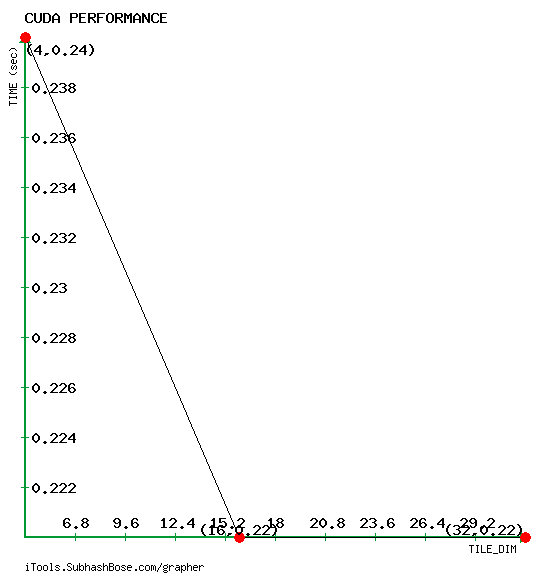 CUDA PERFORMANCE
(4,0.24)
TIME (sec)
0.238
0.236
0.234
0.232
0.23
0.228
0.226
0.224
0.222
6.8 9.6 12.4 15.2 18 20.8 23.6 26.4 29.2
(16,0.22) (32,0.22)
TILE_DIM
iTools.SubhashBose.com/grapher